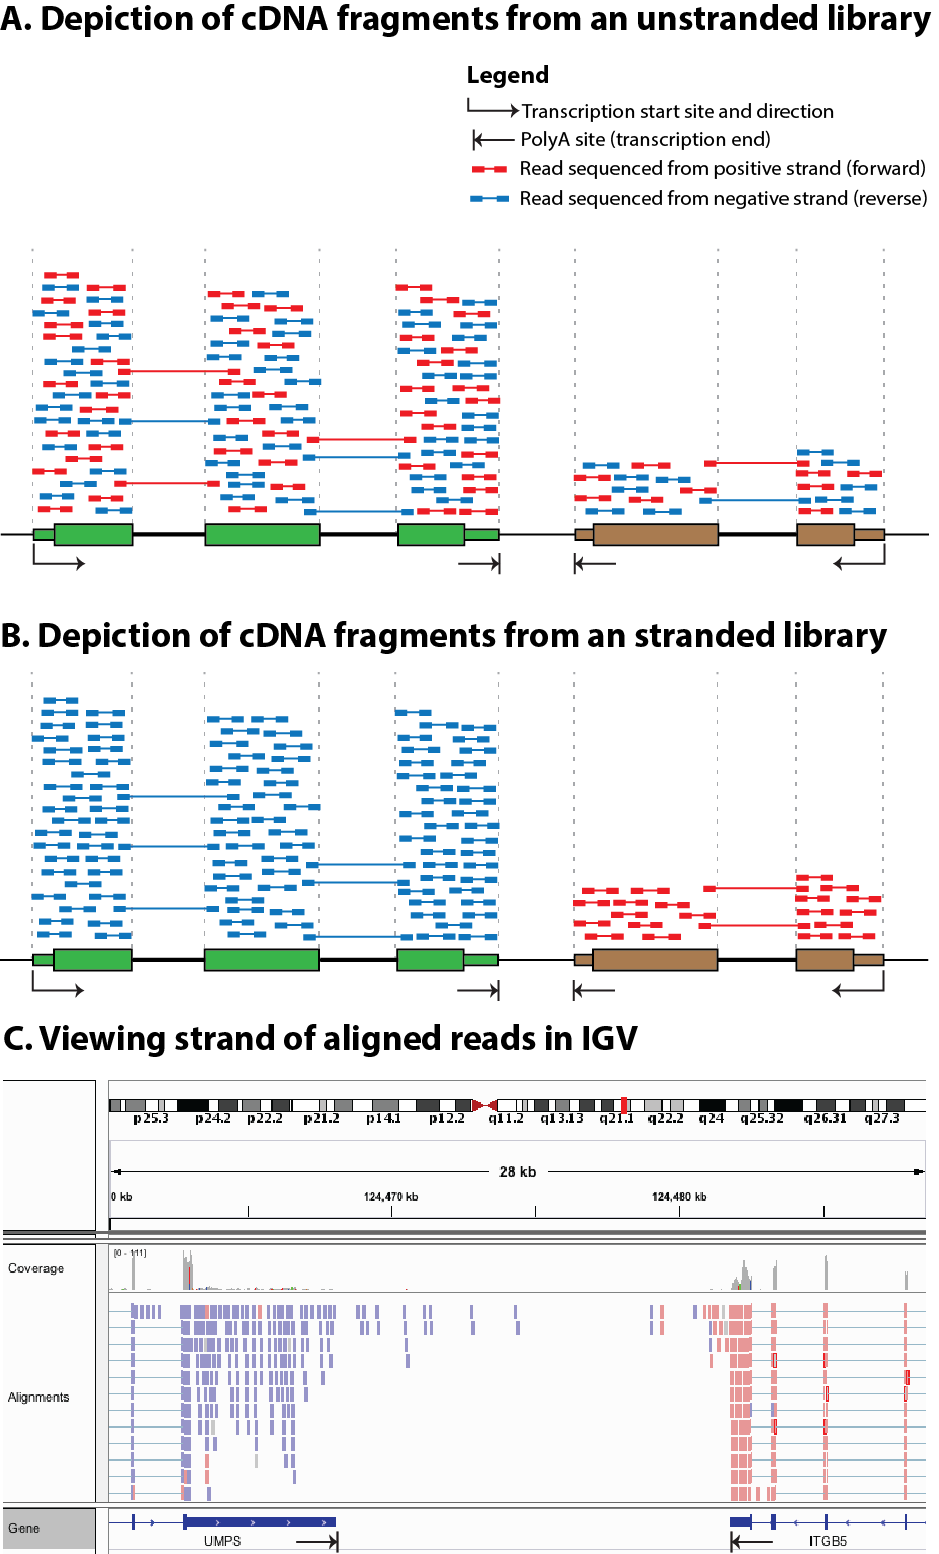 A. Depiction of cDNA fragments from an unstranded library
Legend
Transcription start site and direction
PolyA site (transcription end)
Read sequenced from positive strand (forward)
Read sequenced from negative strand (reverse)
B. Depiction of cDNA fragments from an stranded library
C. Viewing strand of aligned reads in IGV
p25.3 p24.2 p22.2 p21.2 p14.1 p12.2 q11.2 q13.13 q21.1 q22.2 q24 q25.32 q26.31 q27.3
28 kb
0 kb 124,470 kb 124,480 kb
[0 - 111]
Coverage
Alignments
Gene
UMPS ITGB5